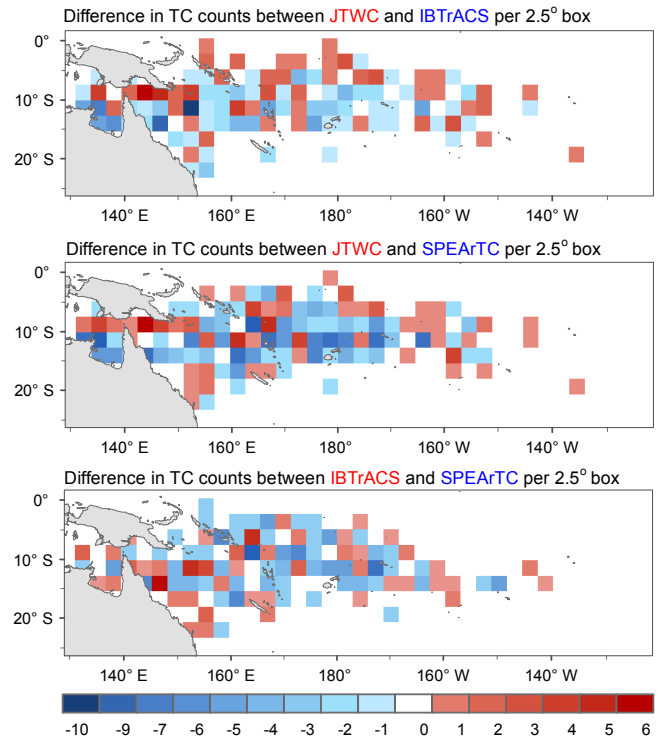 Difference in TC counts between JTWC and IBTrACS per 2.5° box
0°
10° S
20° S
140° E 160° E 180° 160° W 140° W
Difference in TC counts between JTWC and SPEArTC per 2.5° box
0°
10° S
20° S
140° E 160° E 180° 160° W 140° W
Difference in TC counts between IBTrACS and SPEArTC per 2.5° box
0°
10° S
20° S
140° E 160° E 180° 160° W 140° W
-10 -9 -7 -6 -5 -4 -3 -2 -1 0 1 2 3 4 5 6